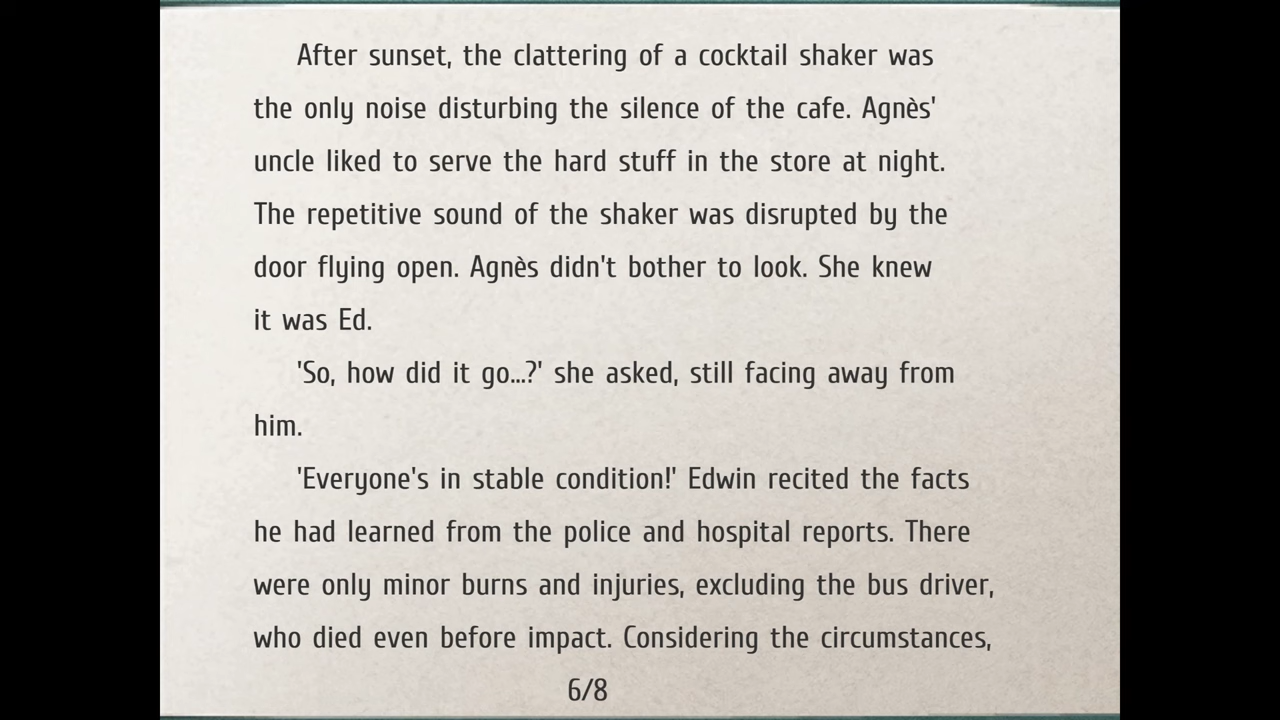 After sunset, the clattering of a cocktail shaker was
the only noise disturbing the silence of the cafe. Agnès'
uncle liked to serve the hard stuff in the store at night.
The repetitive sound of the shaker was disrupted by the
door flying open. Agnès didn't bother to look. She knew
it was Ed.
'So, how did it go...?' she asked, still facing away from
him.
'Everyone's in stable condition!' Edwin recited the facts
he had learned from the police and hospital reports. There
were only minor burns and injuries, excluding the bus driver,
who died even before impact. Considering the circumstances,
6/8